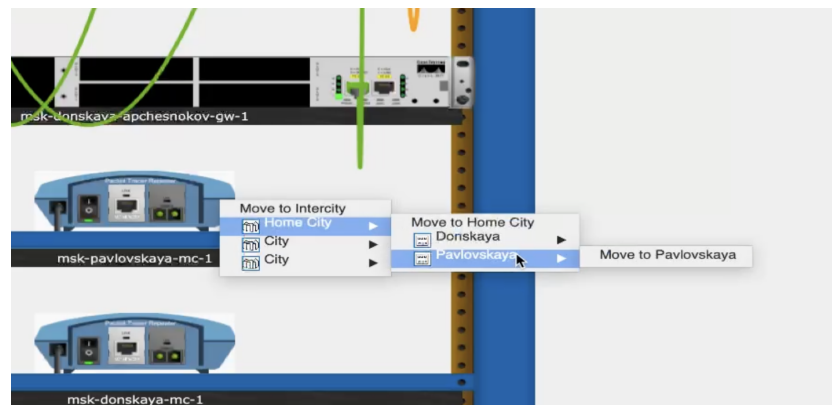 msk-donskaya-apchesnokov-gw-1
Move to Intercity
Home City
City
City
Move to Home City
Donskaya
Pavlovskaya
Move to Pavlovskaya
msk-pavlovskaya-mc-1
msk-donskaya-mc-1